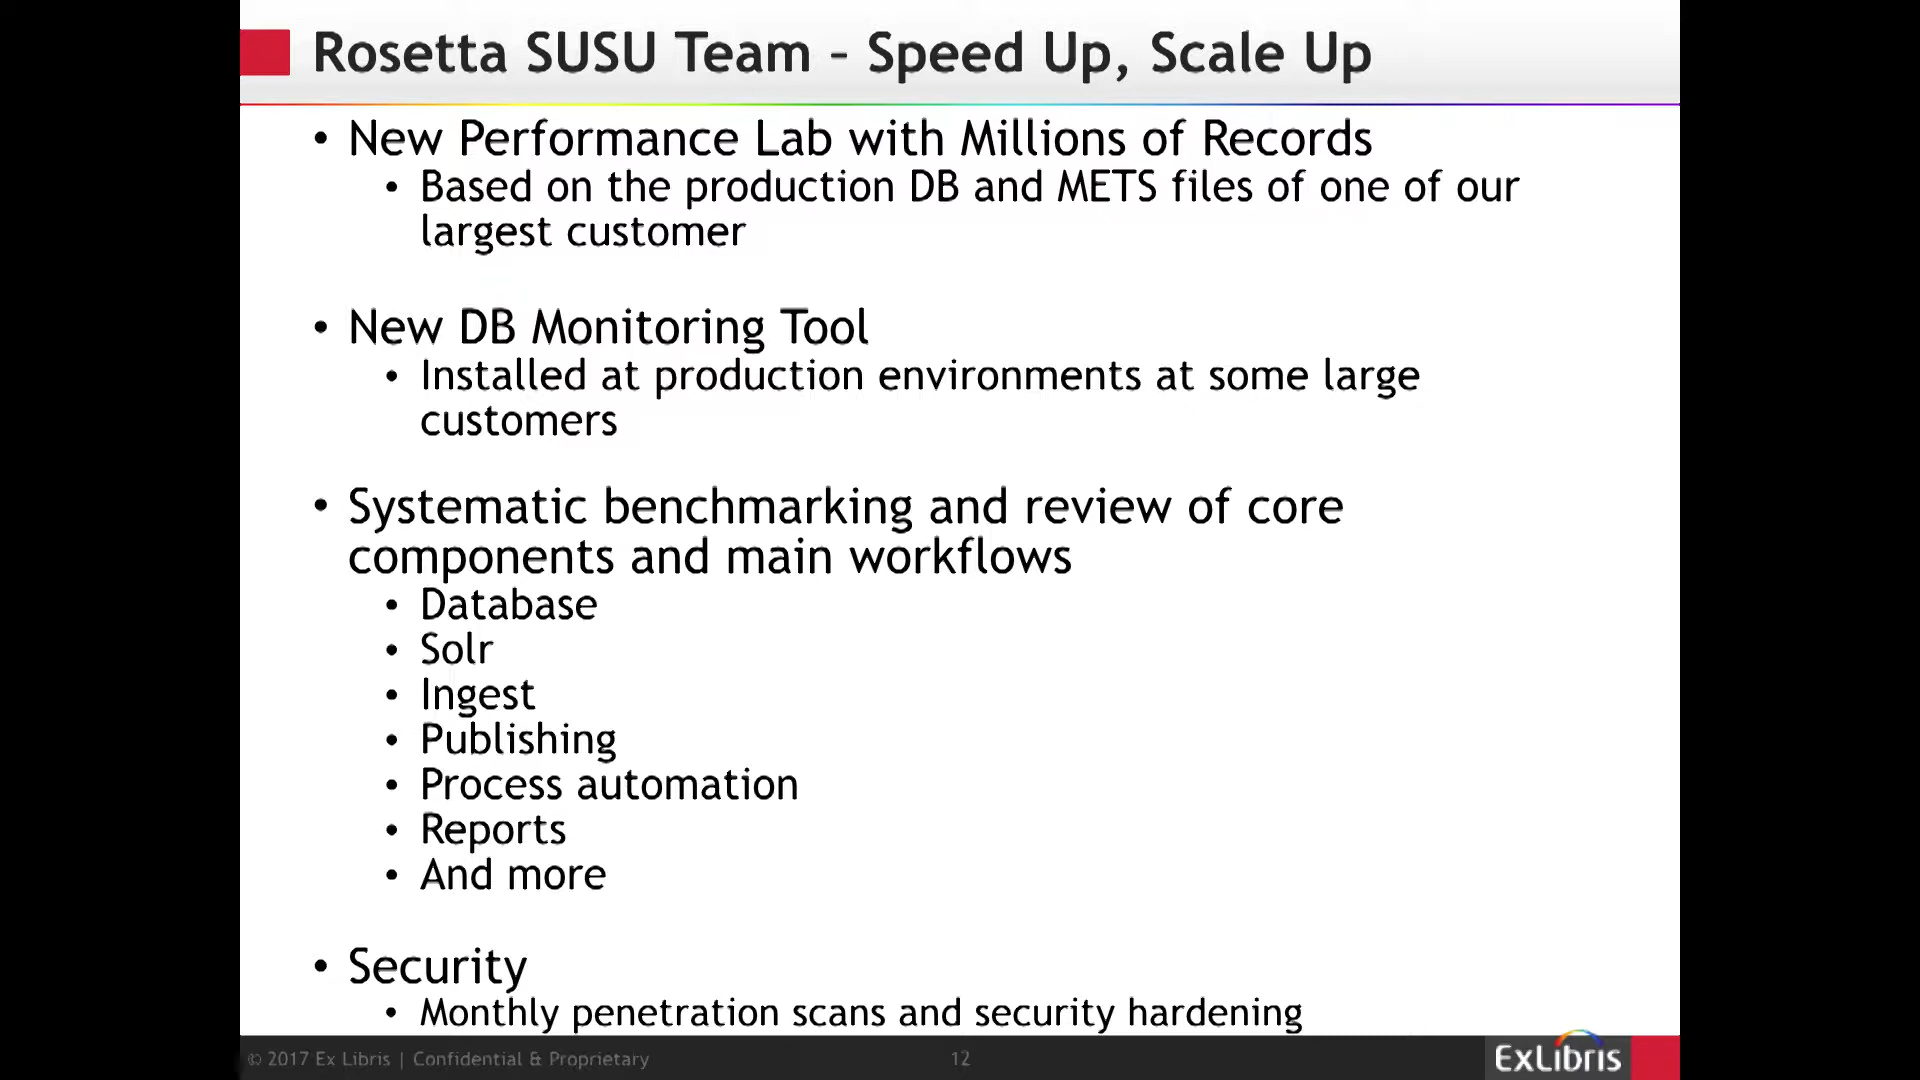 Rosetta SUSU Team – Speed Up, Scale Up
• New Performance Lab with Millions of Records
• Based on the production DB and METS files of one of our
largest customer
• New DB Monitoring Tool
• Installed at production environments at some large
customers
• Systematic benchmarking and review of core
components and main workflows
• Database
• Solr
• Ingest
• Publishing
• Process automation
• Reports
• And more
• Security
• Monthly penetration scans and security hardening
© 2017 Ex Libris | Confidential & Proprietary
12
ExLibris